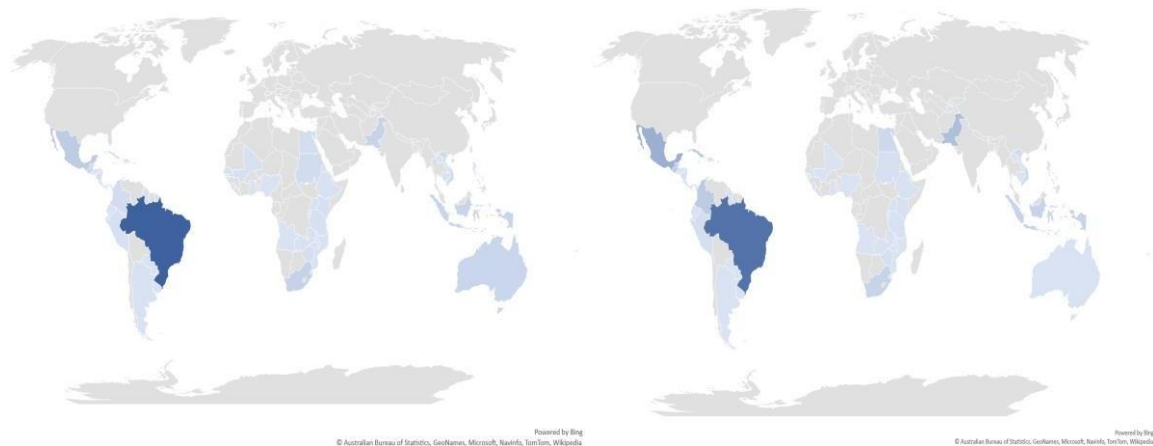 Powered by Bing
© Australian Bureau of Statistics, GeoNames, Microsoft, Navinfo, TomTom, Wikipedia
Powered by Bing
© Australian Bureau of Statistics, GeoNames, Microsoft, Navinfo, TomTom, Wikipedia